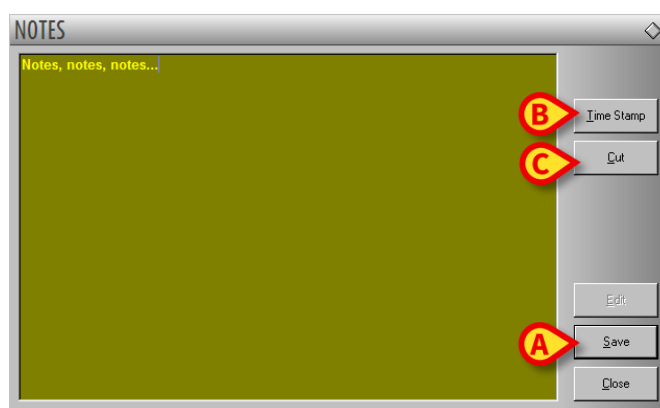 NOTES
Notes, notes, notes...
B
Time Stamp
C
Cut
Edit
A
Save
Close